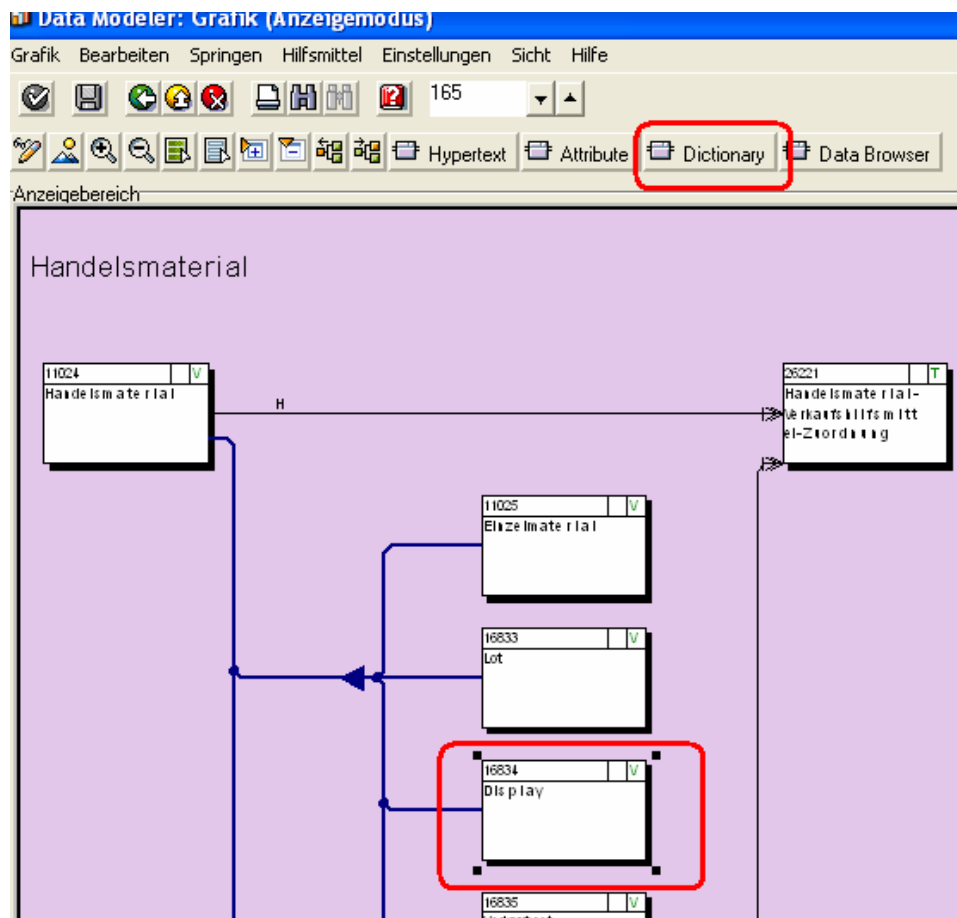 Data Modeler: Grafik (Anzeigemodus)
Grafik Bearbeiten Springen Hilfsmittel Einstellungen Sicht Hilfe
165
Hypertext Attribute Dictionary Data Browser
Anzeigebereich
Handelsmaterial
11024 V
Handelsmaterial
H
26221 T
Handelsmaterial-
Verkaufshilfsmitt
el-Zuordnung
11025 V
Einzelmaterial
16833 V
Lot
16834 V
Display
16835 V